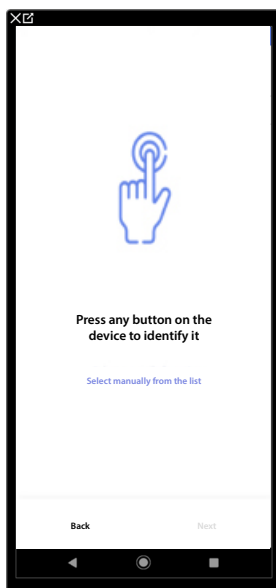 Press any button on the
device to identify it
Select manually from the list
Back
Next